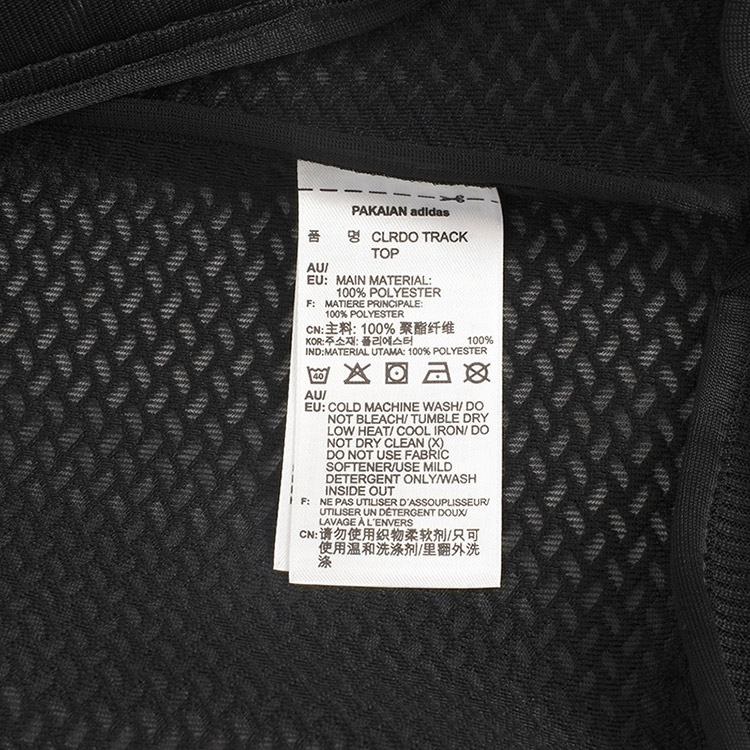 PAKAIAN adidas
품 명 CLRDO TRACK
TOP
AU/
EU: MAIN MATERIAL:
100% POLYESTER
F: MATIERE PRINCIPALE:
100% POLYESTER
CN:主料: 100% 聚酯纤维
KOR:주소재: 폴리에스터 100%
IND:MATERIAL UTAMA: 100% POLYESTER
40
AU/
EU: COLD MACHINE WASH/ DO
NOT BLEACH/ TUMBLE DRY
LOW HEAT/ COOL IRON/ DO
NOT DRY CLEAN (X)
DO NOT USE FABRIC
SOFTENER/USE MILD
DETERGENT ONLY/WASH
INSIDE OUT
F: NE PAS UTILISER D´ASSOUPLISSEUR/
UTILISER UN DÉTERGENT DOUX/
LAVAGE À L´ENVERS
CN:请勿使用织物柔软剂/只可
使用温和洗涤剂/里翻外洗
涤